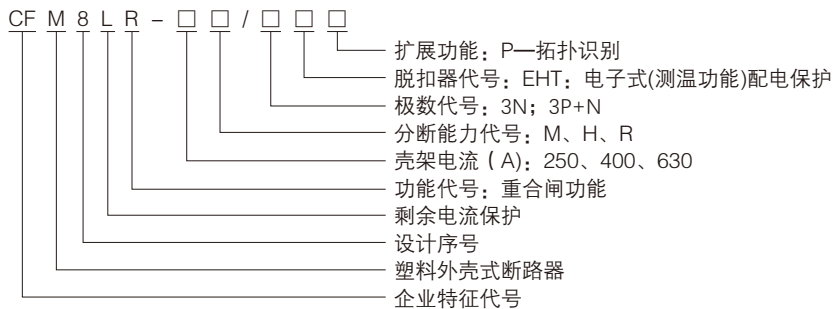 CF M 8 L R – □ □ / □ □ □
扩展功能：P—拓扑识别
脱扣器代号：EHT：电子式(测温功能)配电保护
极数代号：3N；3P+N
分断能力代号：M、H、R
壳架电流（A)：250、400、630
功能代号：重合闸功能
剩余电流保护
设计序号
塑料外壳式断路器
企业特征代号